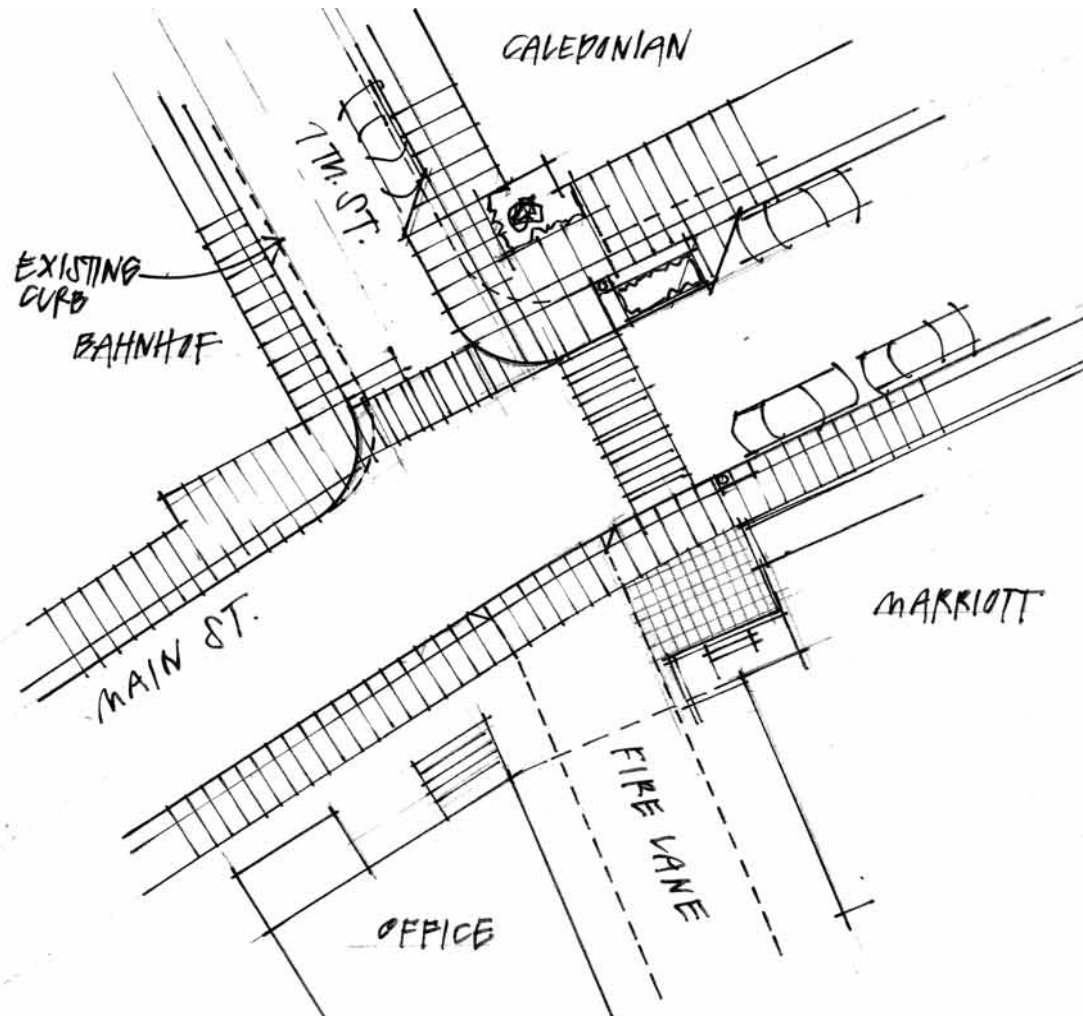 CALEDONIAN
7TH. ST.
EXISTING
CURB
BAHNHOF
MAIN ST.
MARRIOTT
FIRE LANE
OFFICE